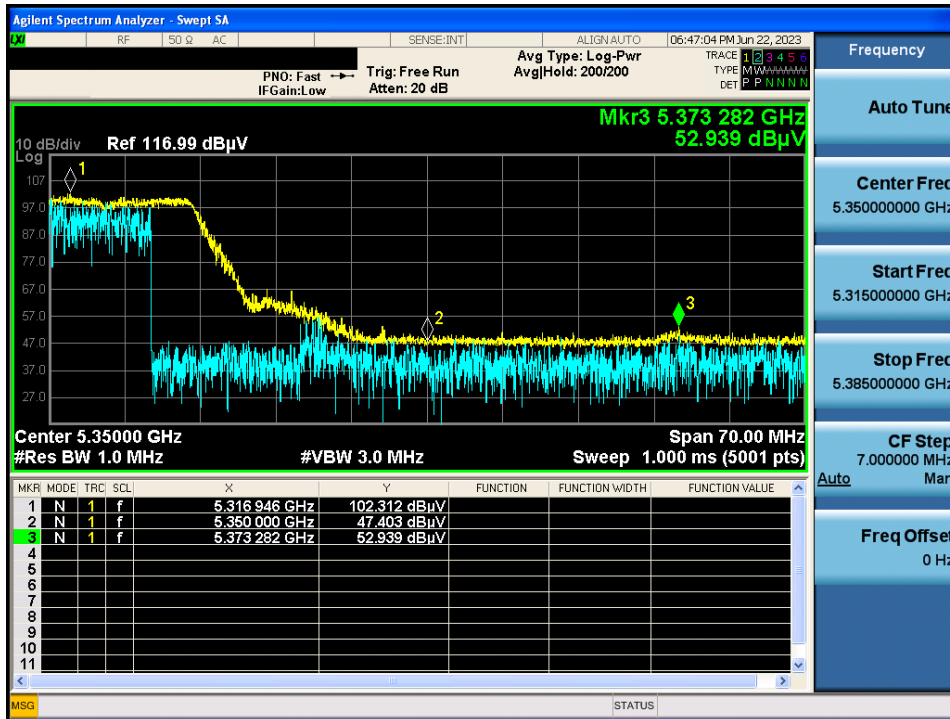 Agilent Spectrum Analyzer - Swept SA
LXI RF 50 Ω AC SENSE:INT ALIGNAUTO 06:47:04 PM Jun 22, 2023
PNO: Fast
IFGain:Low
Trig: Free Run
Atten: 20 dB
Avg Type: Log-Pwr
Avg|Hold: 200/200
TRACE 1 2 3 4 5 6
TYPE MWWWWW
DET P P N N N N
Mkr3 5.373 282 GHz
52.939 dBµV
10 dB/div Ref 116.99 dBµV
Log
107
97.0
87.0
77.0
67.0
57.0
47.0
37.0
27.0
1
2
3
Center 5.35000 GHz Span 70.00 MHz
#Res BW 1.0 MHz #VBW 3.0 MHz Sweep 1.000 ms (5001 pts)
MKR MODE TRC SCL X Y FUNCTION FUNCTION WIDTH FUNCTION VALUE
1 N 1 f 5.316 946 GHz 102.312 dBµV
2 N 1 f 5.350 000 GHz 47.403 dBµV
3 N 1 f 5.373 282 GHz 52.939 dBµV
4
5
6
7
8
9
10
11
MSG STATUS
Frequency
Auto Tune
Center Freq
5.350000000 GHz
Start Freq
5.315000000 GHz
Stop Freq
5.385000000 GHz
CF Step
7.000000 MHz
Auto Man
Freq Offset
0 Hz